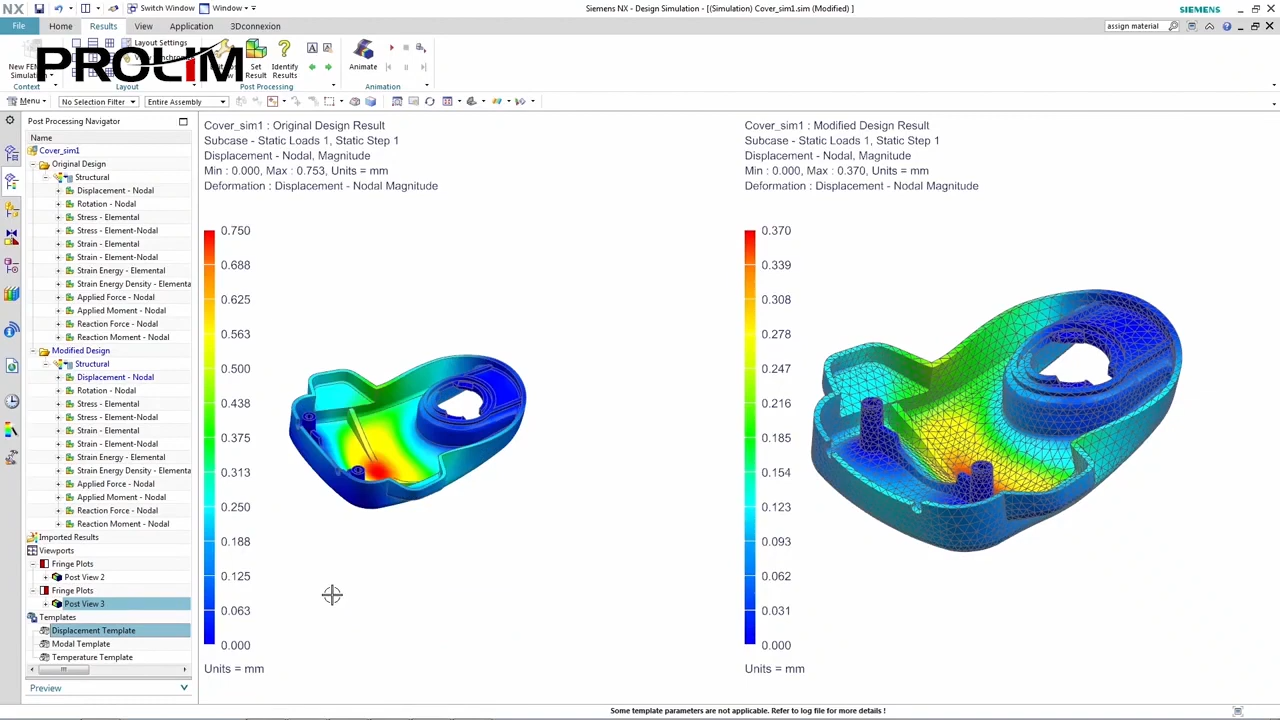 NX
Switch Window
Window
Siemens NX - Design Simulation - [(Simulation) Cover_sim1.sim (Modified) ]
SIEMENS
File
Home
Results
View
Application
3Dconnexion
assign material
Layout Settings
New FEM
Simulation
PROLIM
Set
Result
Identify
Results
Animate
Context
Layout
Post Processing
Animation
Menu
No Selection Filter
Entire Assembly
Post Processing Navigator
Name
Cover_sim1
Original Design
Structural
Displacement - Nodal
Rotation - Nodal
Stress - Elemental
Stress - Element-Nodal
Strain - Elemental
Strain - Element-Nodal
Strain Energy - Elemental
Strain Energy Density - Elementa
Applied Force - Nodal
Applied Moment - Nodal
Reaction Force - Nodal
Reaction Moment - Nodal
Modified Design
Structural
Displacement - Nodal
Rotation - Nodal
Stress - Elemental
Stress - Element-Nodal
Strain - Elemental
Strain - Element-Nodal
Strain Energy - Elemental
Strain Energy Density - Elementa
Applied Force - Nodal
Applied Moment - Nodal
Reaction Force - Nodal
Reaction Moment - Nodal
Imported Results
Viewports
Fringe Plots
Post View 2
Fringe Plots
Post View 3
Templates
Displacement Template
Modal Template
Temperature Template
Preview
Cover_sim1 : Original Design Result
Subcase - Static Loads 1, Static Step 1
Displacement - Nodal, Magnitude
Min : 0.000, Max : 0.753, Units = mm
Deformation : Displacement - Nodal Magnitude
0.750
0.688
0.625
0.563
0.500
0.438
0.375
0.313
0.250
0.188
0.125
0.063
0.000
Units = mm
Cover_sim1 : Modified Design Result
Subcase - Static Loads 1, Static Step 1
Displacement - Nodal, Magnitude
Min : 0.000, Max : 0.370, Units = mm
Deformation : Displacement - Nodal Magnitude
0.370
0.339
0.308
0.278
0.247
0.216
0.185
0.154
0.123
0.093
0.062
0.031
0.000
Units = mm
Some template parameters are not applicable. Refer to log file for more details !